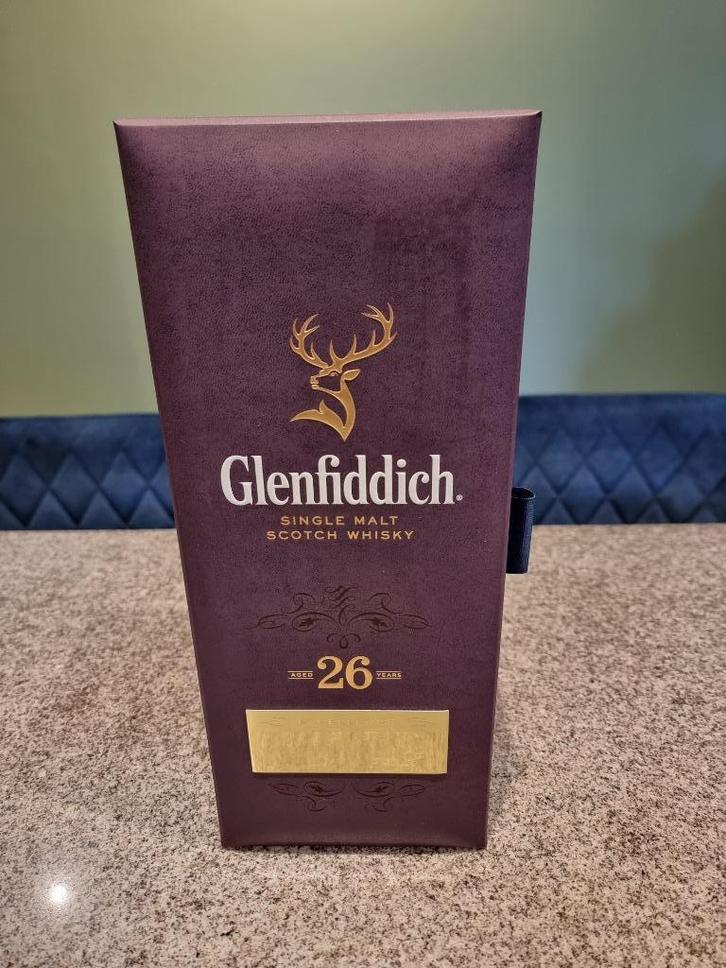 Glenfiddich.
SINGLE MALT
SCOTCH WHISKY
AGED 26 YEARS